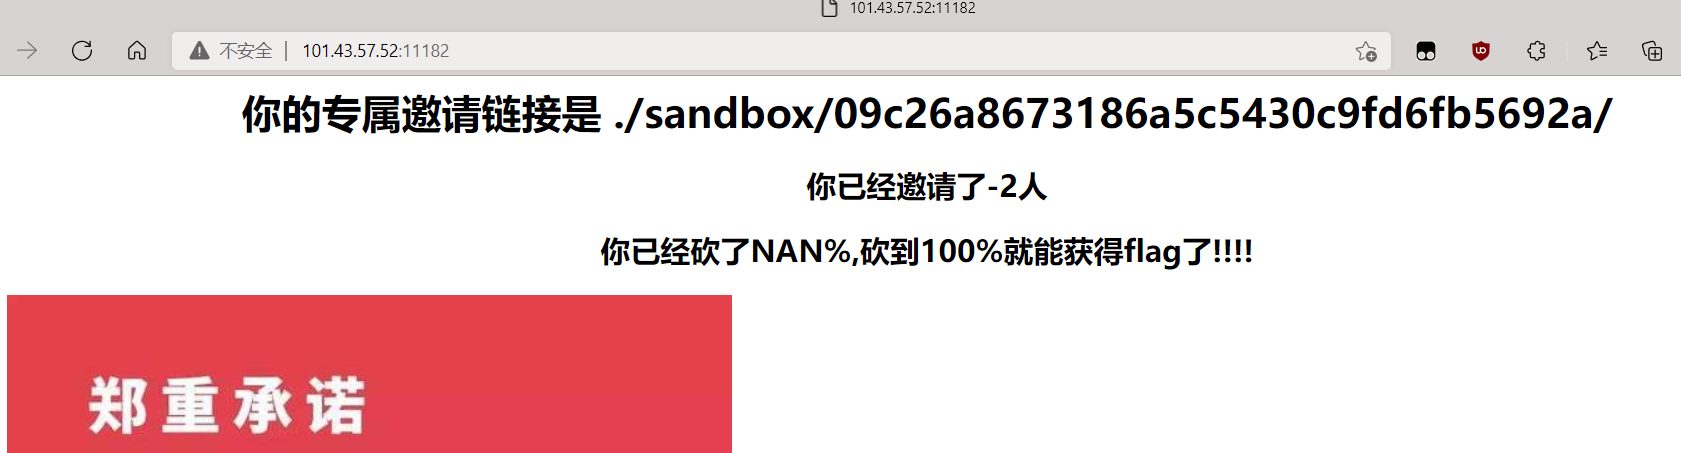 101.43.57.52:11182
不安全 | 101.43.57.52:11182
你的专属邀请链接是 ./sandbox/09c26a8673186a5c5430c9fd6fb5692a/
你已经邀请了-2人
你已经砍了NAN%,砍到100%就能获得flag了!!!!
郑重承诺